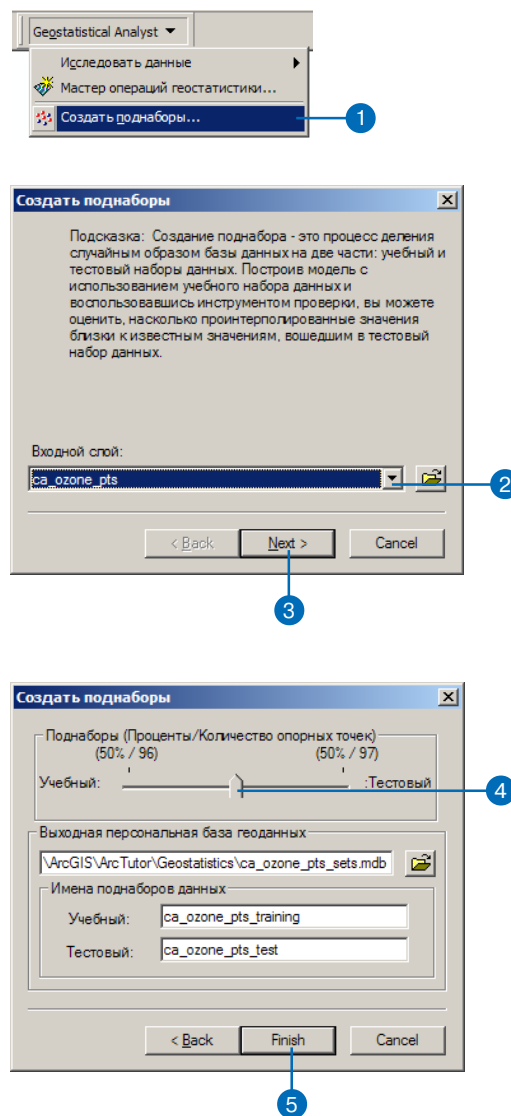 Geostatistical Analyst
Исследовать данные
Мастер операций геостатистики...
Создать поднаборы...
1
Создать поднаборы
Подсказка: Создание поднабора - это процесс деления
случайным образом базы данных на две части: учебный и
тестовый наборы данных. Построив модель с
использованием учебного набора данных и
воспользовавшись инструментом проверки, вы можете
оценить, насколько проинтерполированные значения
близки к известным значениям, вошедшим в тестовый
набор данных.
Входной слой:
ca_ozone_pts
2
< Back Next > Cancel
3
Создать поднаборы
Поднаборы (Проценты/Количество опорных точек)
(50% / 96) (50% / 97)
Учебный: :Тестовый
4
Выходная персональная база геоданных
\ArcGIS\ArcTutor\Geostatistics\ca_ozone_pts_sets.mdb
Имена поднаборов данных
Учебный: ca_ozone_pts_training
Тестовый: ca_ozone_pts_test
< Back Finish Cancel
5